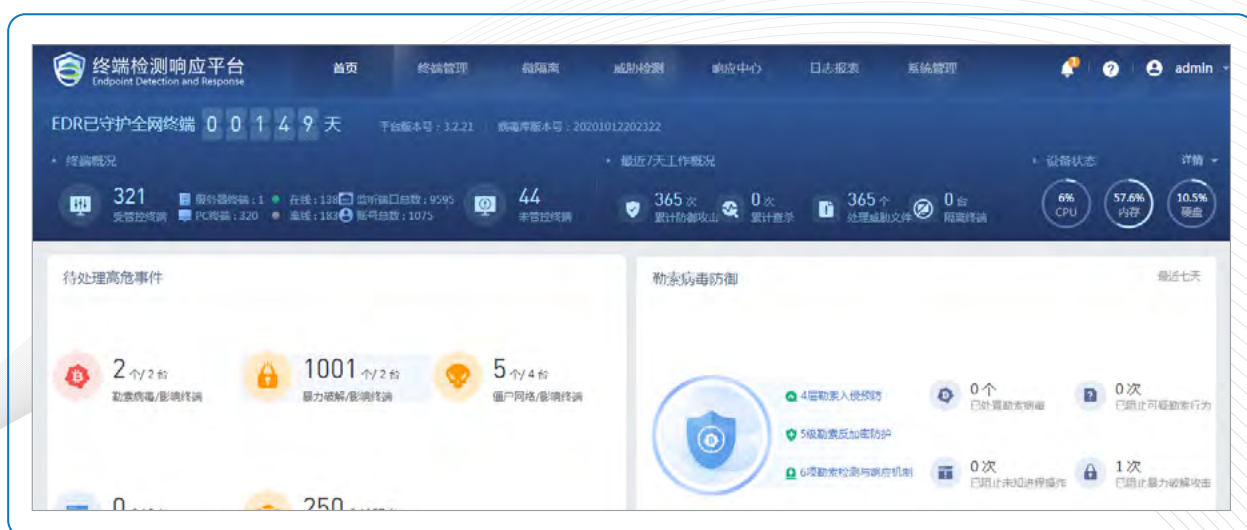 终端检测响应平台
Endpoint Detection and Response
首页 终端管理 微隔离 威胁检测 响应中心 日志报表 系统管理 admin
EDR已守护全网终端 0 0 1 4 9 天 平台版本号：3.2.21 病毒库版本号：20201012202322
终端概况 最近7天工作概况 设备状态 详情
321 服务器终端：1 在线：138 监听端口总数：9595 44 365 次 0 次 365 个 0 台 6% 57.6% 10.5%
受管控终端 PC终端：320 离线：183 账号总数：1075 未管控终端 累计防御攻击 累计查杀 处理威胁文件 隔离终端 CPU 内存 硬盘
待处理高危事件 勒索病毒防御 最近七天
2 个/ 2 台 1001 个/ 2 台 5 个/ 4 台
勒索病毒/影响终端 暴力破解/影响终端 僵尸网络/影响终端
4层勒索入侵预防 0 个 0 次
已处置勒索病毒 已阻止可疑勒索行为
5级勒索反加密防护
6项勒索检测与响应机制 0 次 1 次
已阻止未知进程操作 已阻止暴力破解攻击
0 250